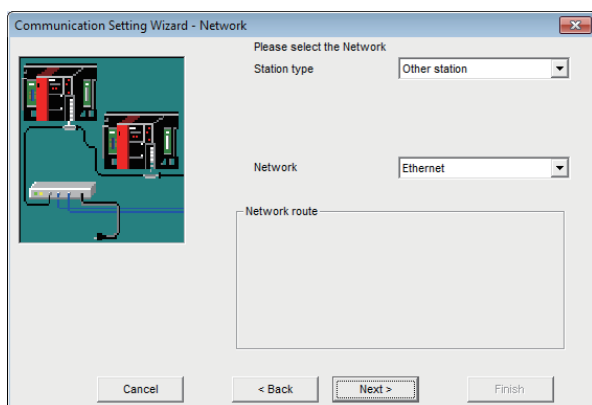 Communication Setting Wizard - Network
Please select the Network
Station type
Other station
Network
Ethernet
Network route
Cancel
< Back
Next >
Finish